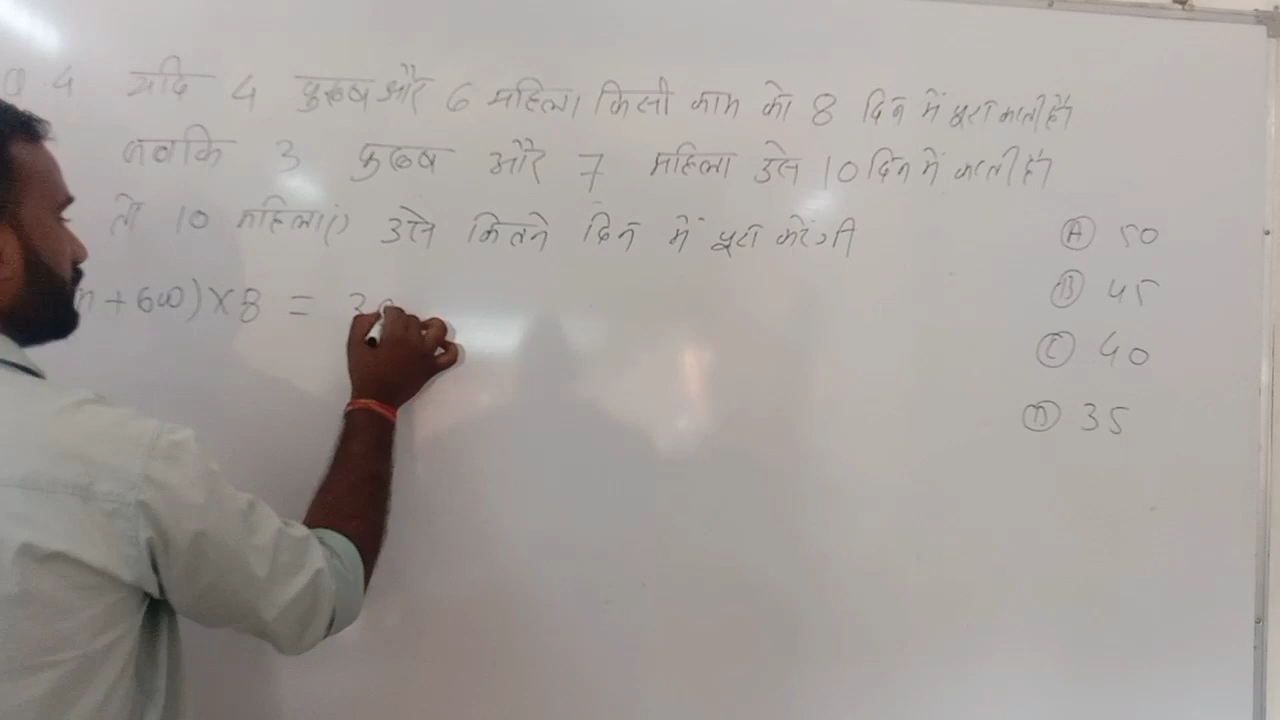 Q 4 यदि 4 पुरुष और 6 महिला किसी काम को 8 दिन में पूरा करती है।
जबकि 3 पुरुष और 7 महिला उसे 10 दिन में करती है।
तो 10 महिलाएं उसे कितने दिन में पूरा करेंगी
Ⓐ 50
Ⓑ 45
Ⓒ 40
Ⓓ 35
+ 6w) × 8 =